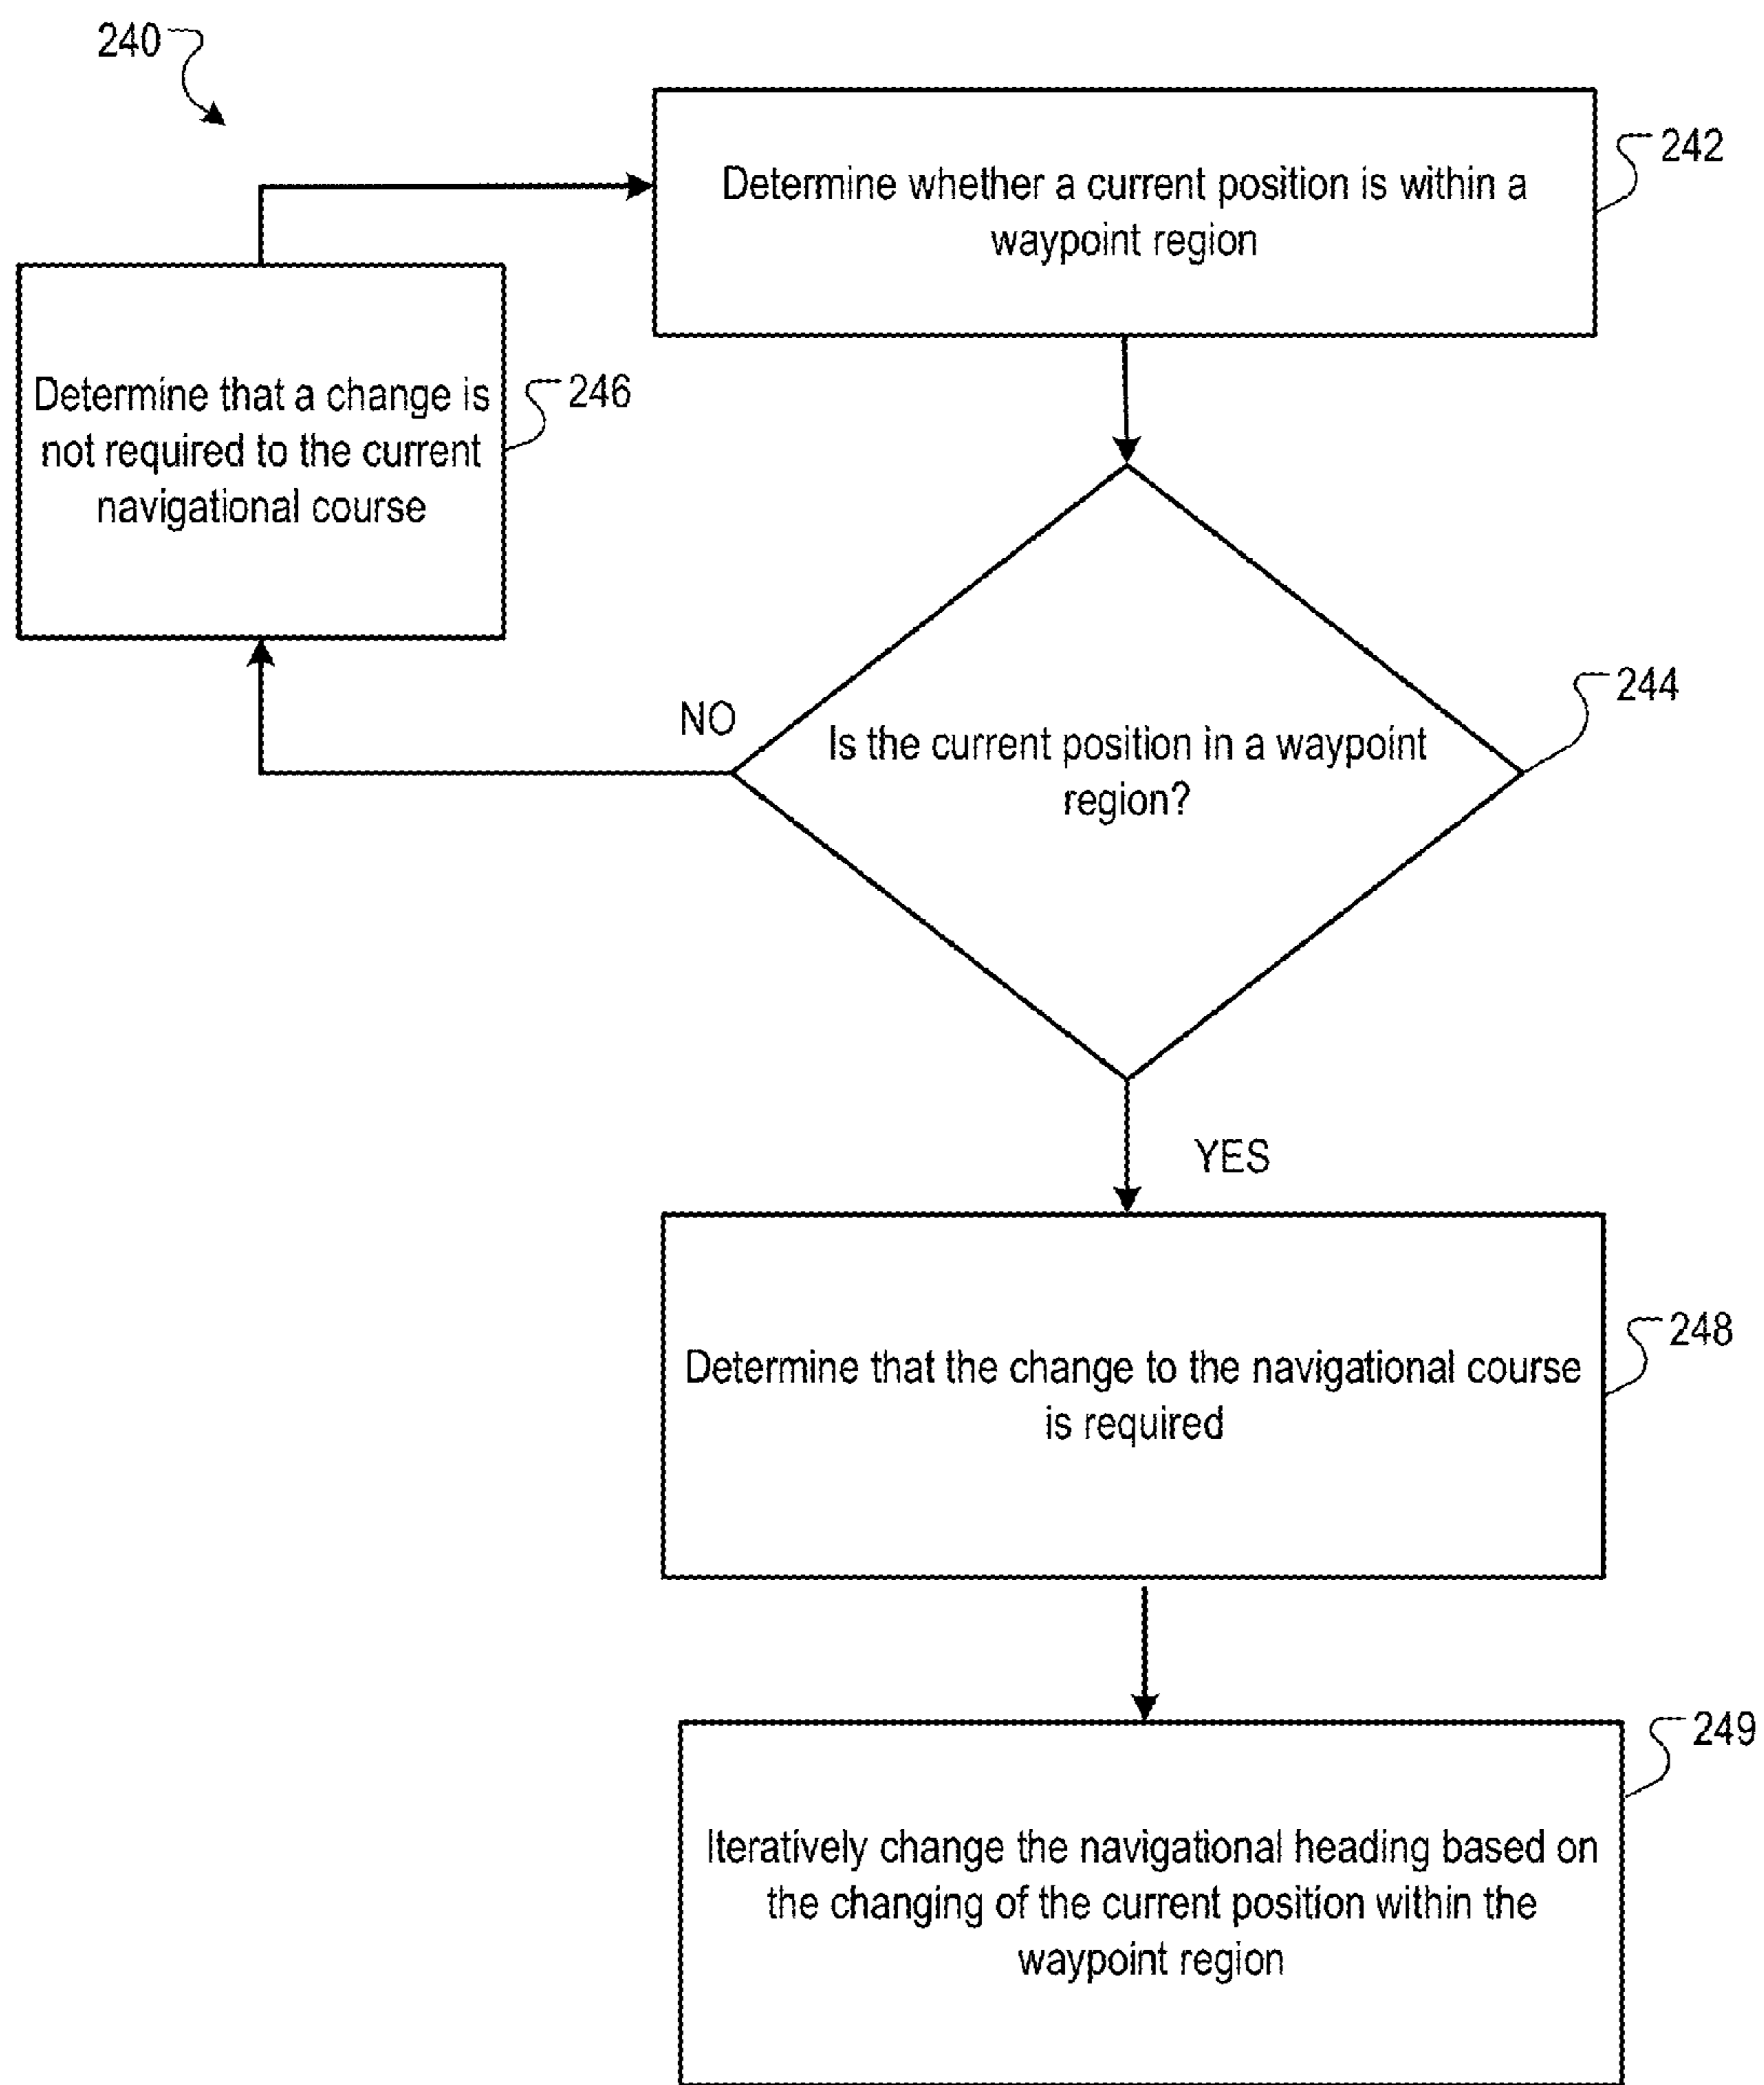 240
Determine whether a current position is within a
waypoint region
242
Determine that a change is
not required to the current
navigational course
246
NO
Is the current position in a waypoint
region?
244
YES
Determine that the change to the navigational course
is required
248
Iteratively change the navigational heading based on
the changing of the current position within the
waypoint region
249